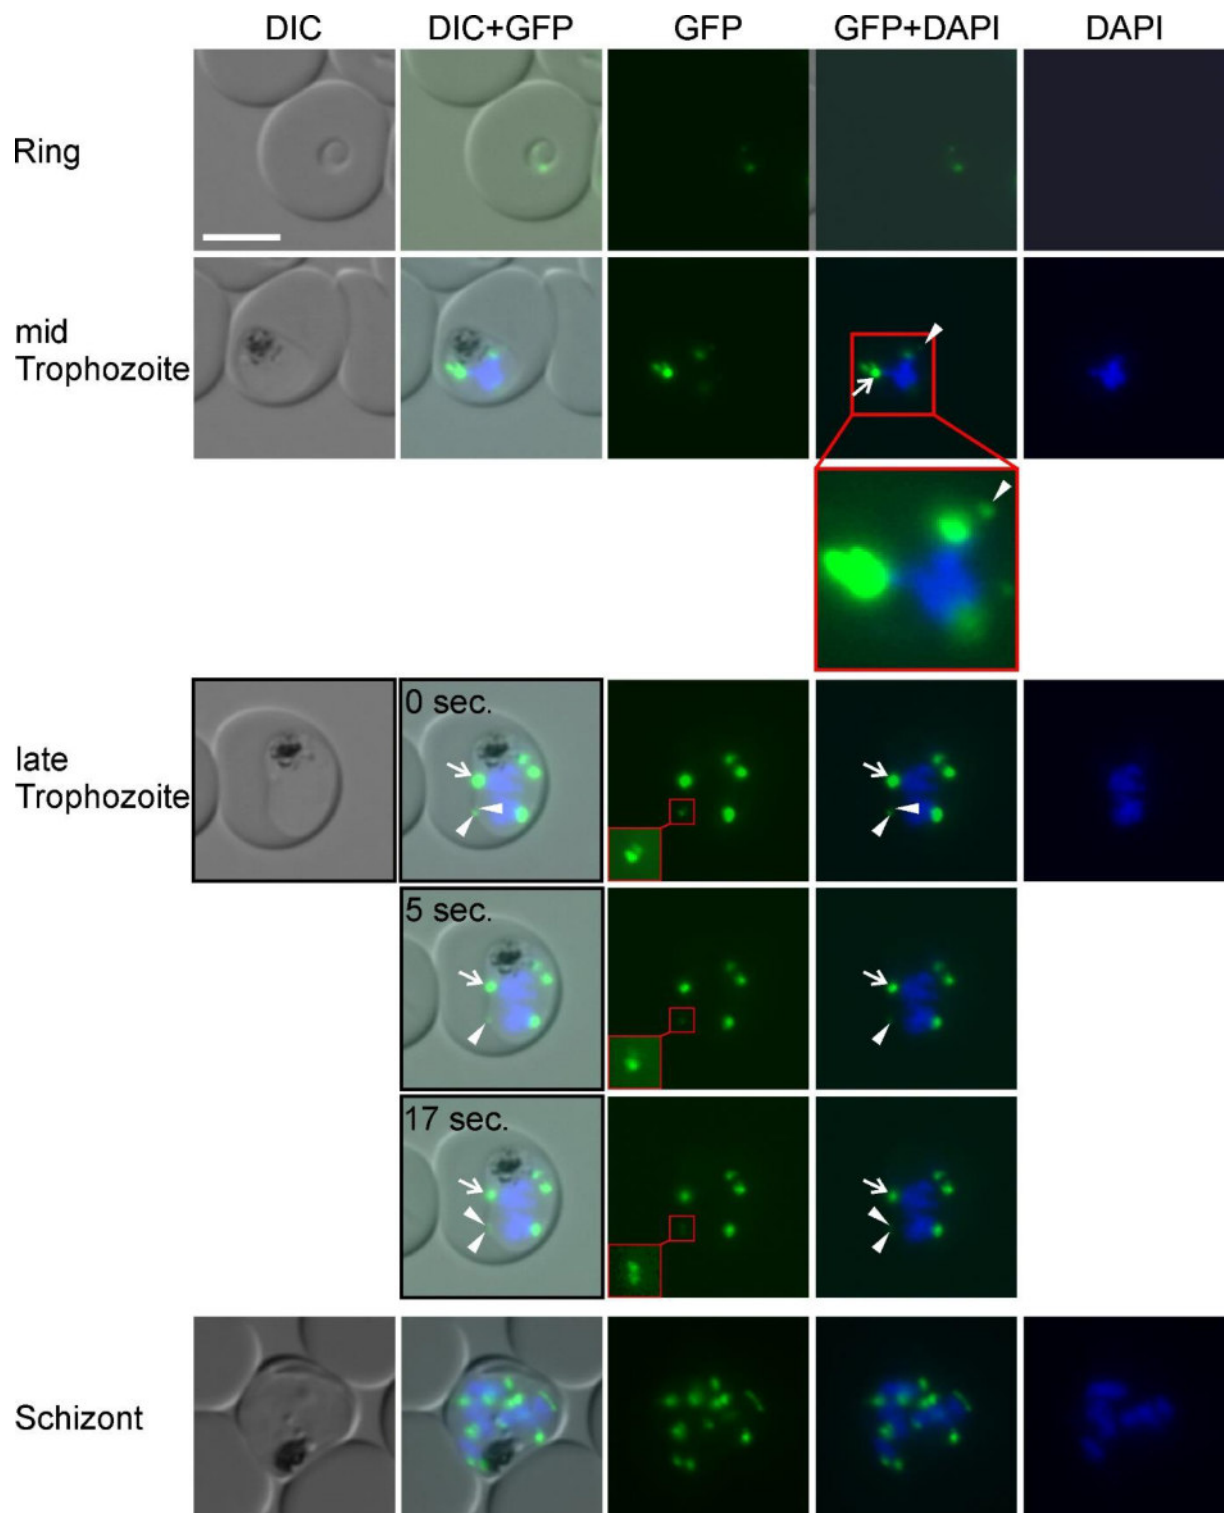 DIC DIC+GFP GFP GFP+DAPI DAPI
Ring
mid
Trophozoite
late
Trophozoite
0 sec.
5 sec.
17 sec.
Schizont